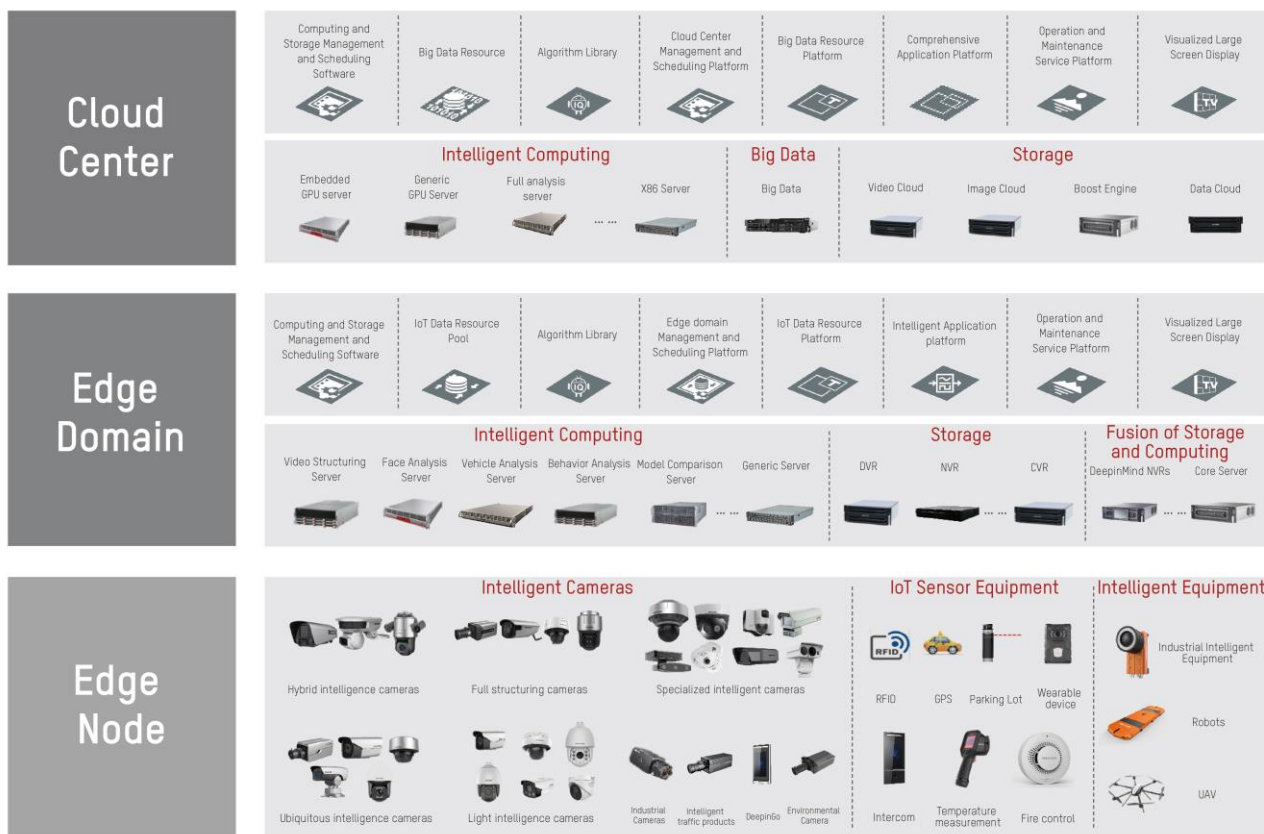 Cloud
Center
Computing and
Storage Management
and Scheduling
Software
Big Data Resource
Algorithm Library
Cloud Center
Management and
Scheduling Platform
Big Data Resource
Platform
Comprehensive
Application Platform
Operation and
Maintenance
Service Platform
Visualized Large
Screen Display
01010
10101
IQ
T
TV
Intelligent Computing
Big Data
Storage
Embedded
GPU server
Generic
GPU Server
Full analysis
server
... ...
X86 Server
Big Data
Video Cloud
Image Cloud
Boost Engine
Data Cloud
Edge
Domain
Computing and Storage
Management and
Scheduling Software
IoT Data Resource
Pool
Algorithm Library
Edge domain
Management and
Scheduling Platform
IoT Data Resource
Platform
Intelligent Application
platform
Operation and
Maintenance
Service Platform
Visualized Large
Screen Display
IQ
T
TV
Intelligent Computing
Storage
Fusion of Storage
and Computing
Video Structuring
Server
Face Analysis
Server
Vehicle Analysis
Server
Behavior Analysis
Server
Model Comparison
Server
... ...
Generic Server
DVR
NVR
... ...
CVR
DeepinMind NVRs
... ...
Core Server
Edge
Node
Intelligent Cameras
IoT Sensor Equipment
Intelligent Equipment
Hybrid intelligence cameras
Full structuring cameras
Specialized intelligent cameras
Ubiquitous intelligence cameras
Light intelligence cameras
Industrial
Cameras
Intelligent
traffic products
DeepinGo
Environmental
Camera
RFID
RFID
GPS
Parking Lot
Wearable
device
Intercom
Temperature
measurement
Fire control
Industrial Intelligent
Equipment
Robots
UAV